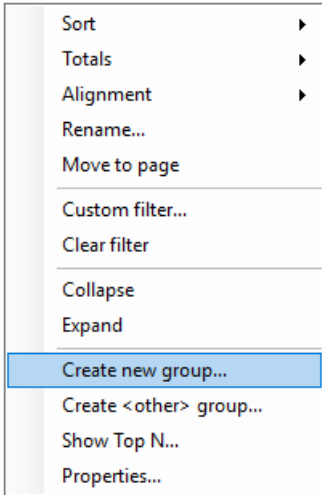 Sort
Totals
Alignment
Rename...
Move to page
Custom filter...
Clear filter
Collapse
Expand
Create new group...
Create <other> group...
Show Top N...
Properties...